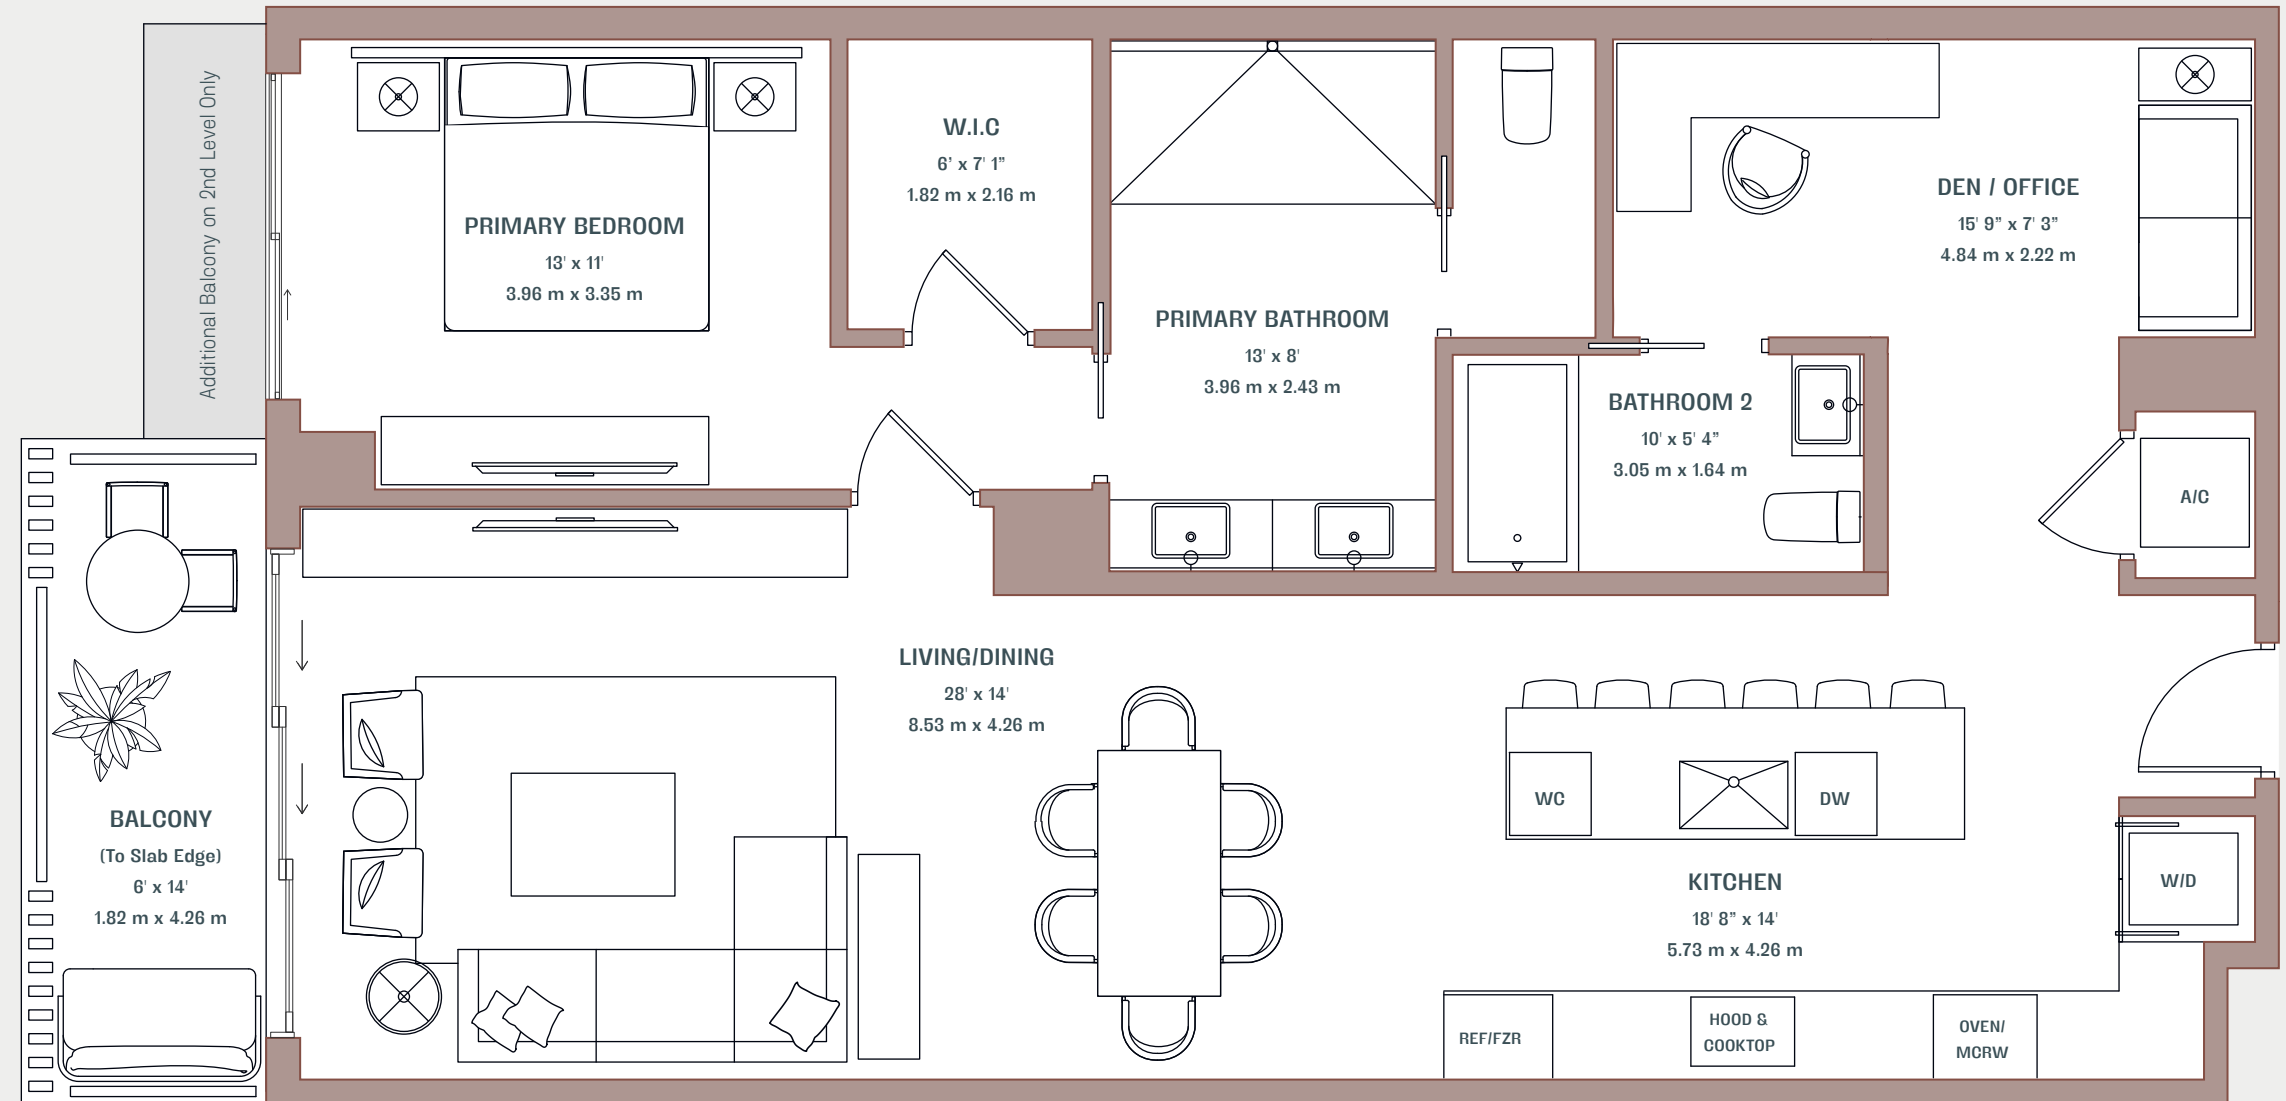 Additional Balcony on 2nd Level Only
PRIMARY BEDROOM
13' x 11'
3.96 m x 3.35 m
W.I.C
6' x 7' 1”
1.82 m x 2.16 m
PRIMARY BATHROOM
13' x 8'
3.96 m x 2.43 m
DEN / OFFICE
15' 9” x 7' 3”
4.84 m x 2.22 m
BATHROOM 2
10' x 5' 4”
3.05 m x 1.64 m
A/C
LIVING/DINING
28' x 14'
8.53 m x 4.26 m
BALCONY
(To Slab Edge)
6' x 14'
1.82 m x 4.26 m
WC
DW
KITCHEN
18' 8” x 14'
5.73 m x 4.26 m
W/D
REF/FZR
HOOD &
COOKTOP
OVEN/
MCRW